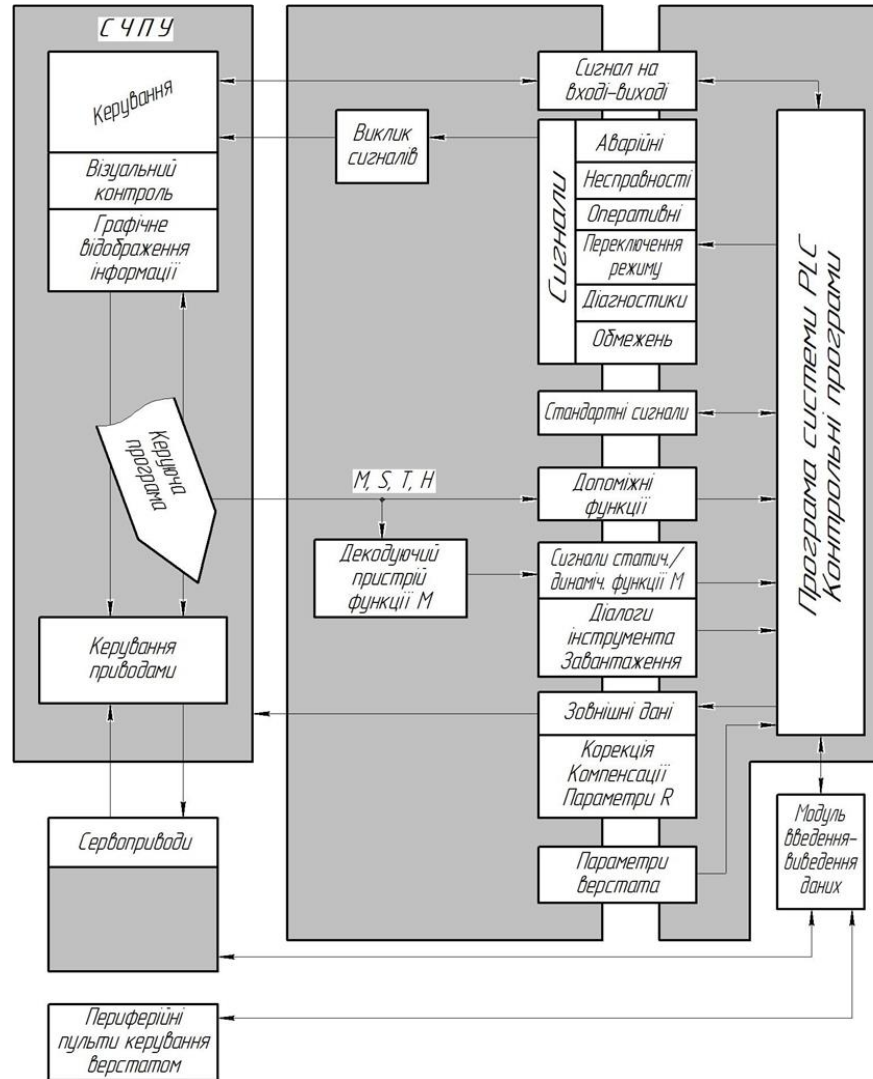 СЧПУ
Керування
Візуальний
контроль
Графічне
відображення
інформації
Керуюча
програма
Керування
приводами
Сервоприводи
Периферійні
пульти керування
верстатом
Виклик
сигналів
M, S, T, H
Декодуючий
пристрій
функції М
Сигнал на
вході-виході
Сигнали
Аварійні
Несправності
Оперативні
Переключення
режиму
Діагностики
Обмежень
Стандартні сигнали
Допоміжні
функції
Сигнали статич./
динаміч. функції М
Діалоги
інструмента
Завантаження
Зовнішні дані
Корекція
Компенсації
Параметри R
Параметри
верстата
Програма системи PLC
Контрольні програми
Модуль
введення-
виведення
даних